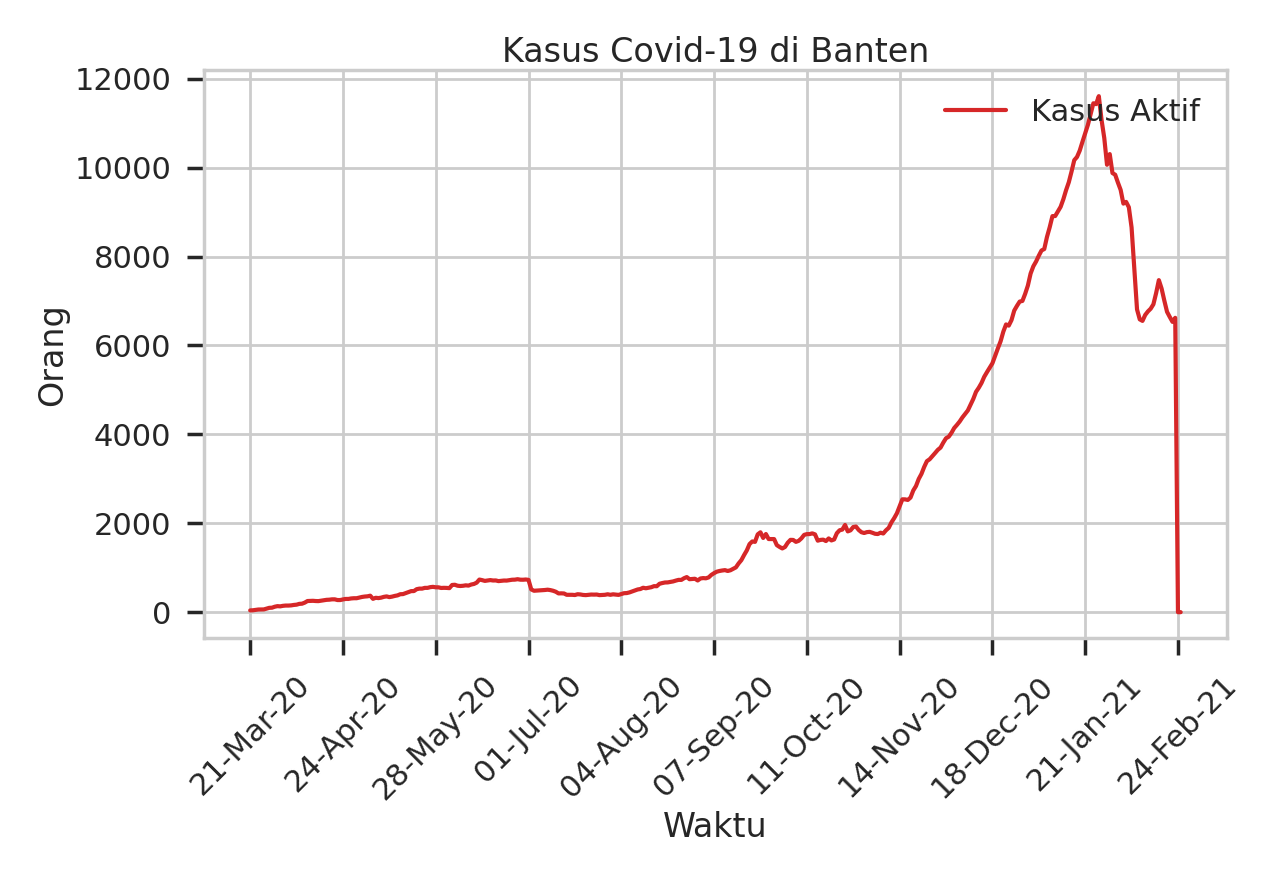 Kasus Covid-19 di Banten
Kasus Aktif
12000
10000
8000
6000
4000
2000
0
Orang
21-Mar-20
24-Apr-20
28-May-20
01-Jul-20
04-Aug-20
07-Sep-20
11-Oct-20
14-Nov-20
18-Dec-20
21-Jan-21
24-Feb-21
Waktu